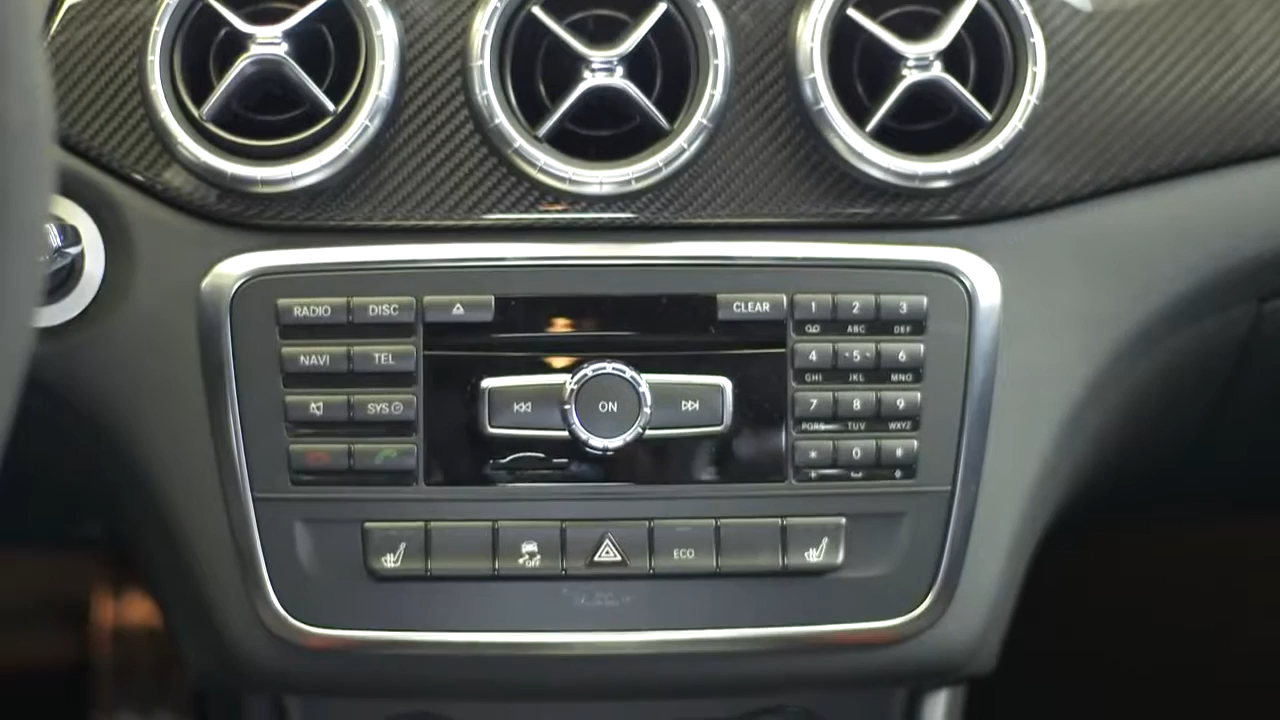 RADIO DISC CLEAR 1 2 3
ABC DEF
NAVI TEL 4 5 6
GHI JKL MNO
SYS ON 7 8 9
PQRS TUV WXYZ
* 0 #
OFF ECO